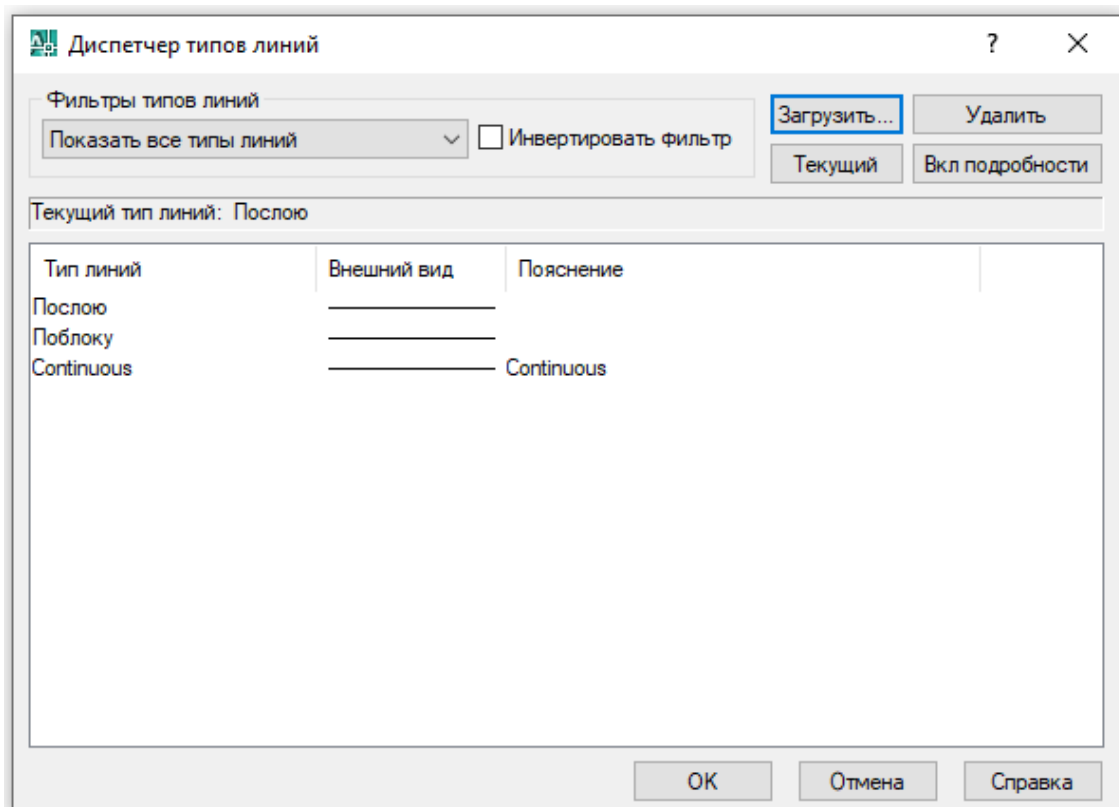 Диспетчер типов линий ? ×
Фильтры типов линий
Показать все типы линий
Инвертировать фильтр
Загрузить... Удалить
Текущий Вкл подробности
Текущий тип линий: Послою
Тип линий Внешний вид Пояснение
Послою
Поблоку
Continuous Continuous
OK Отмена Справка